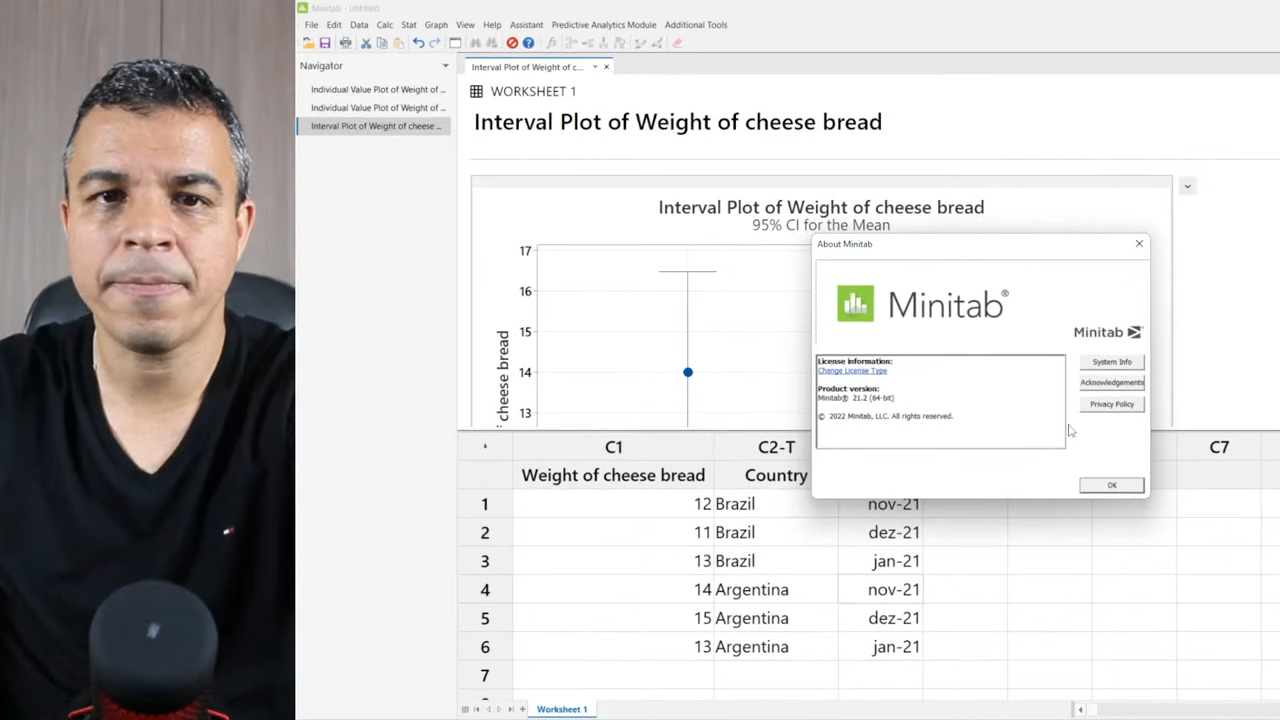 Minitab - Untitled
File Edit Data Calc Stat Graph View Help Assistant Predictive Analytics Module Additional Tools
Navigator
Individual Value Plot of Weight of ...
Individual Value Plot of Weight of ...
Interval Plot of Weight of cheese ...
Interval Plot of Weight of c...
WORKSHEET 1
Interval Plot of Weight of cheese bread
Interval Plot of Weight of cheese bread
95% CI for the Mean
17
16
15
14
13
cheese bread
About Minitab
Minitab®
Minitab
License information:
Change License Type
Product version:
Minitab® 21.2 (64-bit)
© 2022 Minitab, LLC. All rights reserved.
System Info
Acknowledgements
Privacy Policy
OK
C1 C2-T C7
Weight of cheese bread Country
1 12 Brazil nov-21
2 11 Brazil dez-21
3 13 Brazil jan-21
4 14 Argentina nov-21
5 15 Argentina dez-21
6 13 Argentina jan-21
7
Worksheet 1